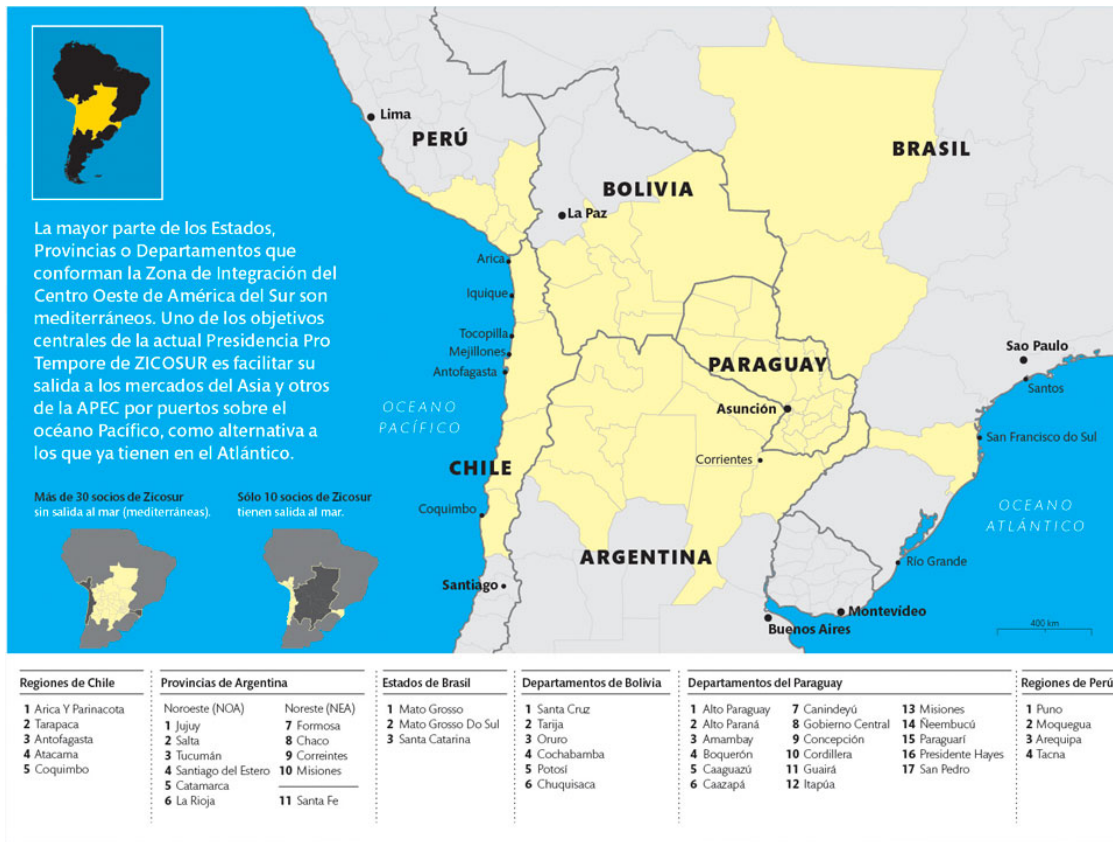 La mayor parte de los Estados,
Provincias o Departamentos que
conforman la Zona de Integración del
Centro Oeste de América del Sur son
mediterráneos. Uno de los objetivos
centrales de la actual Presidencia Pro
Tempore de ZICOSUR es facilitar su
salida a los mercados del Asia y otros
de la APEC por puertos sobre el
océano Pacífico, como alternativa a
los que ya tienen en el Atlántico.
Más de 30 socios de Zicosur
sin salida al mar (mediterráneas).
Sólo 10 socios de Zicosur
tienen salida al mar.
Lima
PERÚ
BRASIL
BOLIVIA
La Paz
Arica
Iquique
Tocopilla
Mejillones
Antofagasta
PARAGUAY
Sao Paulo
Santos
OCEANO
PACÍFICO
Asunción
San Francisco do Sul
Corrientes
CHILE
Coquimbo
OCEANO
ATLÁNTICO
ARGENTINA
Río Grande
Santiago
Montevídeo
Buenos Aires
400 km
Regiones de Chile
1 Arica Y Parinacota
2 Tarapaca
3 Antofagasta
4 Atacama
5 Coquimbo
Provincias de Argentina
Noroeste (NOA)
1 Jujuy
2 Salta
3 Tucumán
4 Santiago del Estero
5 Catamarca
6 La Rioja
Noreste (NEA)
7 Formosa
8 Chaco
9 Correintes
10 Misiones
11 Santa Fe
Estados de Brasil
1 Mato Grosso
2 Mato Grosso Do Sul
3 Santa Catarina
Departamentos de Bolivia
1 Santa Cruz
2 Tarija
3 Oruro
4 Cochabamba
5 Potosí
6 Chuquisaca
Departamentos del Paraguay
1 Alto Paraguay
2 Alto Paraná
3 Amambay
4 Boquerón
5 Caaguazú
6 Caazapá
7 Canindeyú
8 Gobierno Central
9 Concepción
10 Cordillera
11 Guairá
12 Itapúa
13 Misiones
14 Ñeembucú
15 Paraguarí
16 Presidente Hayes
17 San Pedro
Regiones de Perú
1 Puno
2 Moquegua
3 Arequipa
4 Tacna